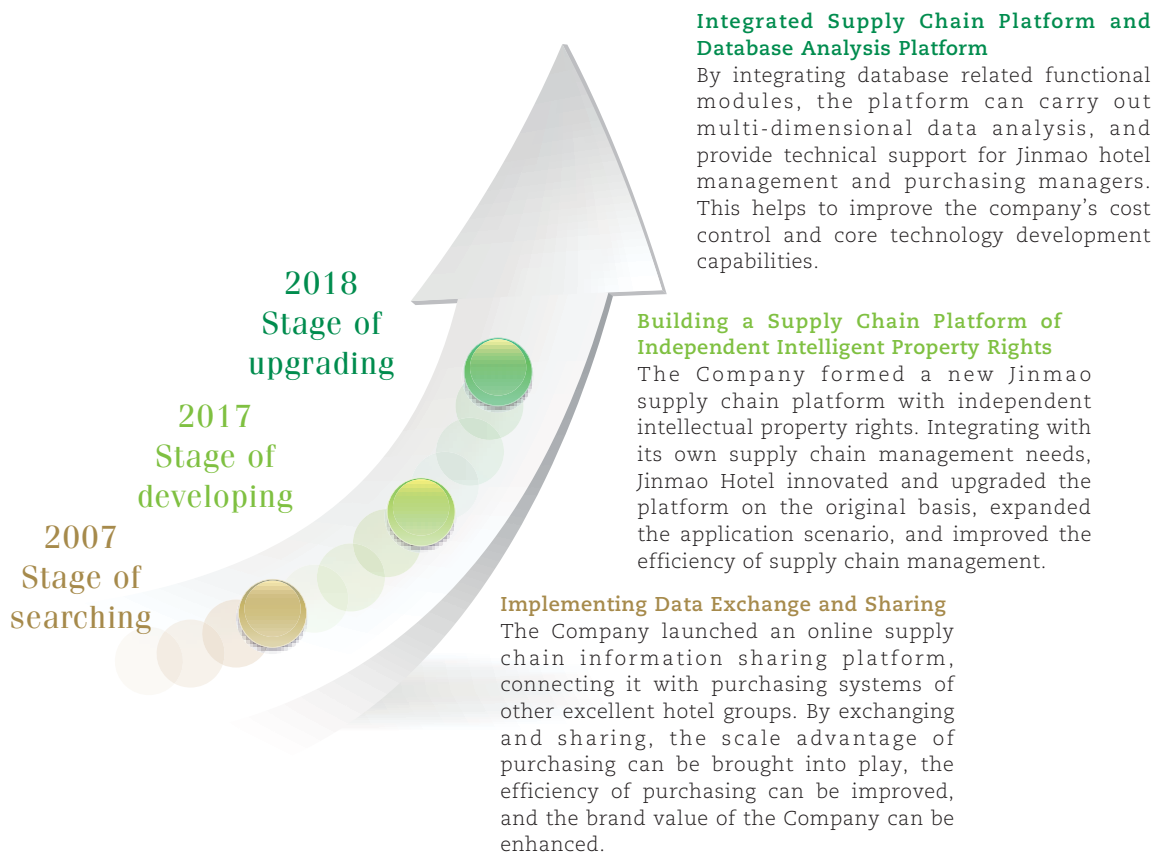 Integrated Supply Chain Platform and
Database Analysis Platform
By integrating database related functional
modules, the platform can carry out
multi-dimensional data analysis, and
provide technical support for Jinmao hotel
management and purchasing managers.
This helps to improve the company's cost
control and core technology development
capabilities.
2018
Stage of
upgrading
Building a Supply Chain Platform of
Independent Intelligent Property Rights
The Company formed a new Jinmao
supply chain platform with independent
intellectual property rights. Integrating with
its own supply chain management needs,
Jinmao Hotel innovated and upgraded the
platform on the original basis, expanded
the application scenario, and improved the
efficiency of supply chain management.
2017
Stage of
developing
2007
Stage of
searching
Implementing Data Exchange and Sharing
The Company launched an online supply
chain information sharing platform,
connecting it with purchasing systems of
other excellent hotel groups. By exchanging
and sharing, the scale advantage of
purchasing can be brought into play, the
efficiency of purchasing can be improved,
and the brand value of the Company can be
enhanced.